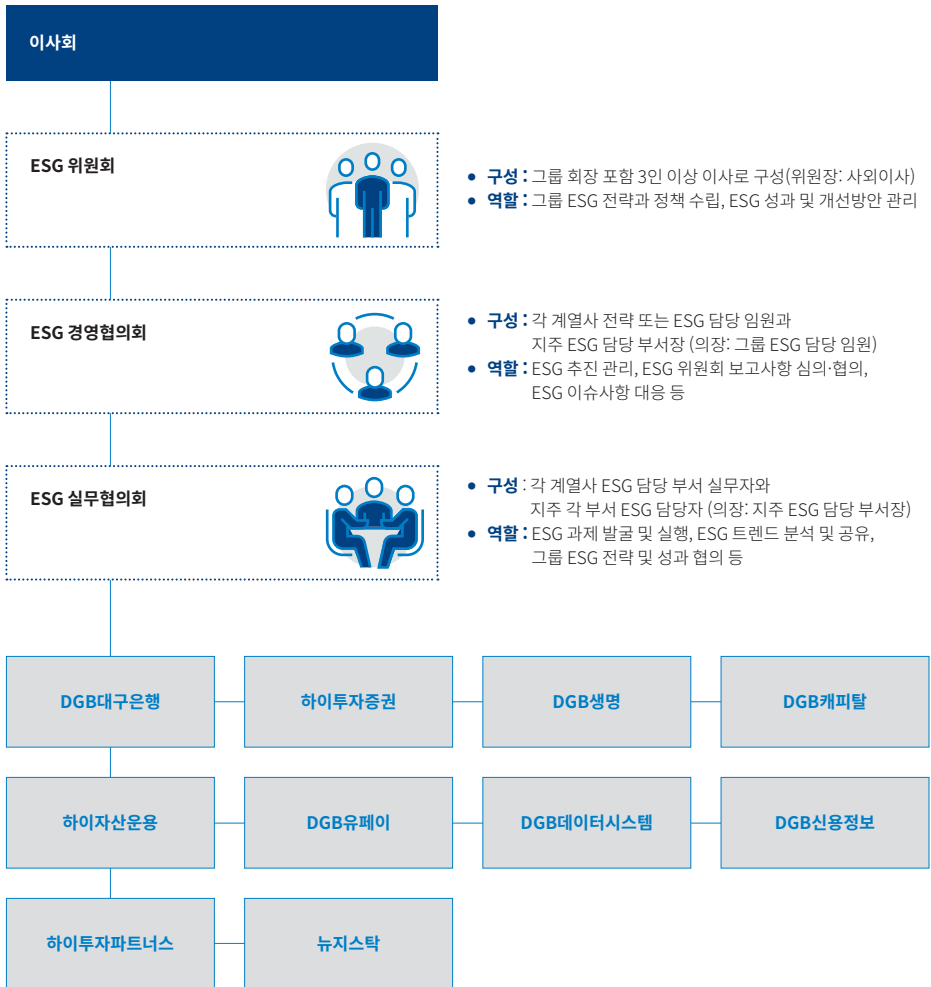 이사회
ESG 위원회
• 구성 : 그룹 회장 포함 3인 이상 이사로 구성(위원장: 사외이사)
• 역할 : 그룹 ESG 전략과 정책 수립, ESG 성과 및 개선방안 관리
ESG 경영협의회
• 구성 : 각 계열사 전략 또는 ESG 담당 임원과
지주 ESG 담당 부서장 (의장: 그룹 ESG 담당 임원)
• 역할 : ESG 추진 관리, ESG 위원회 보고사항 심의·협의,
ESG 이슈사항 대응 등
ESG 실무협의회
• 구성 : 각 계열사 ESG 담당 부서 실무자와
지주 각 부서 ESG 담당자 (의장: 지주 ESG 담당 부서장)
• 역할 : ESG 과제 발굴 및 실행, ESG 트렌드 분석 및 공유,
그룹 ESG 전략 및 성과 협의 등
DGB대구은행
하이투자증권
DGB생명
DGB캐피탈
하이자산운용
DGB유페이
DGB데이터시스템
DGB신용정보
하이투자파트너스
뉴지스탁